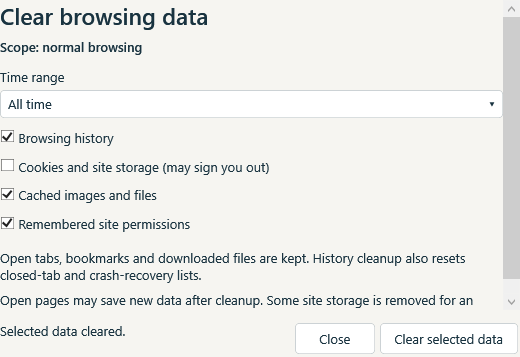 Clear browsing data
Scope: normal browsing
Time range
All time
Browsing history
Cookies and site storage (may sign you out)
Cached images and files
Remembered site permissions
Open tabs, bookmarks and downloaded files are kept. History cleanup also resets
closed-tab and crash-recovery lists.
Open pages may save new data after cleanup. Some site storage is removed for an
Selected data cleared.
Close
Clear selected data